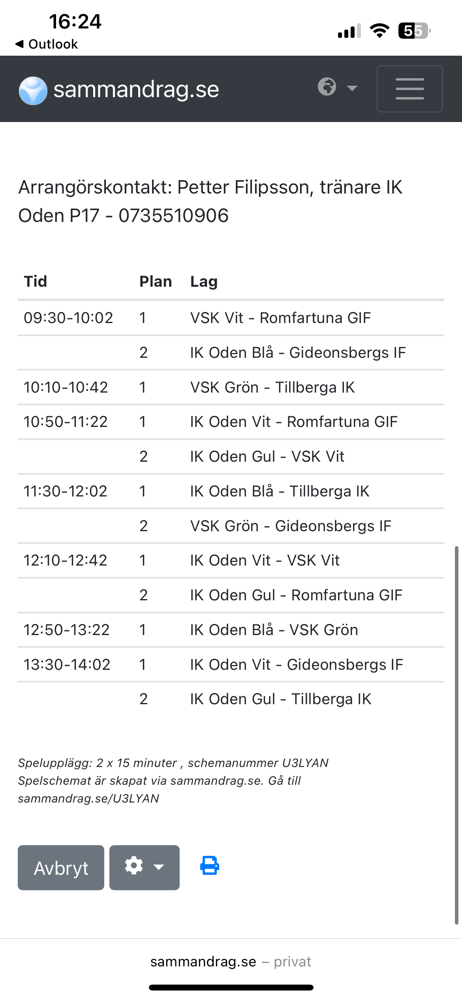 16:24
55
◀ Outlook
sammandrag.se
Arrangörskontakt: Petter Filipsson, tränare IK
Oden P17 - 0735510906
Tid Plan Lag
09:30-10:02 1 VSK Vit - Romfartuna GIF
2 IK Oden Blå - Gideonsbergs IF
10:10-10:42 1 VSK Grön - Tillberga IK
10:50-11:22 1 IK Oden Vit - Romfartuna GIF
2 IK Oden Gul - VSK Vit
11:30-12:02 1 IK Oden Blå - Tillberga IK
2 VSK Grön - Gideonsbergs IF
12:10-12:42 1 IK Oden Vit - VSK Vit
2 IK Oden Gul - Romfartuna GIF
12:50-13:22 1 IK Oden Blå - VSK Grön
13:30-14:02 1 IK Oden Vit - Gideonsbergs IF
2 IK Oden Gul - Tillberga IK
Spelupplägg: 2 x 15 minuter , schemanummer U3LYAN
Spelschemat är skapat via sammandrag.se. Gå till
sammandrag.se/U3LYAN
Avbryt
sammandrag.se – privat